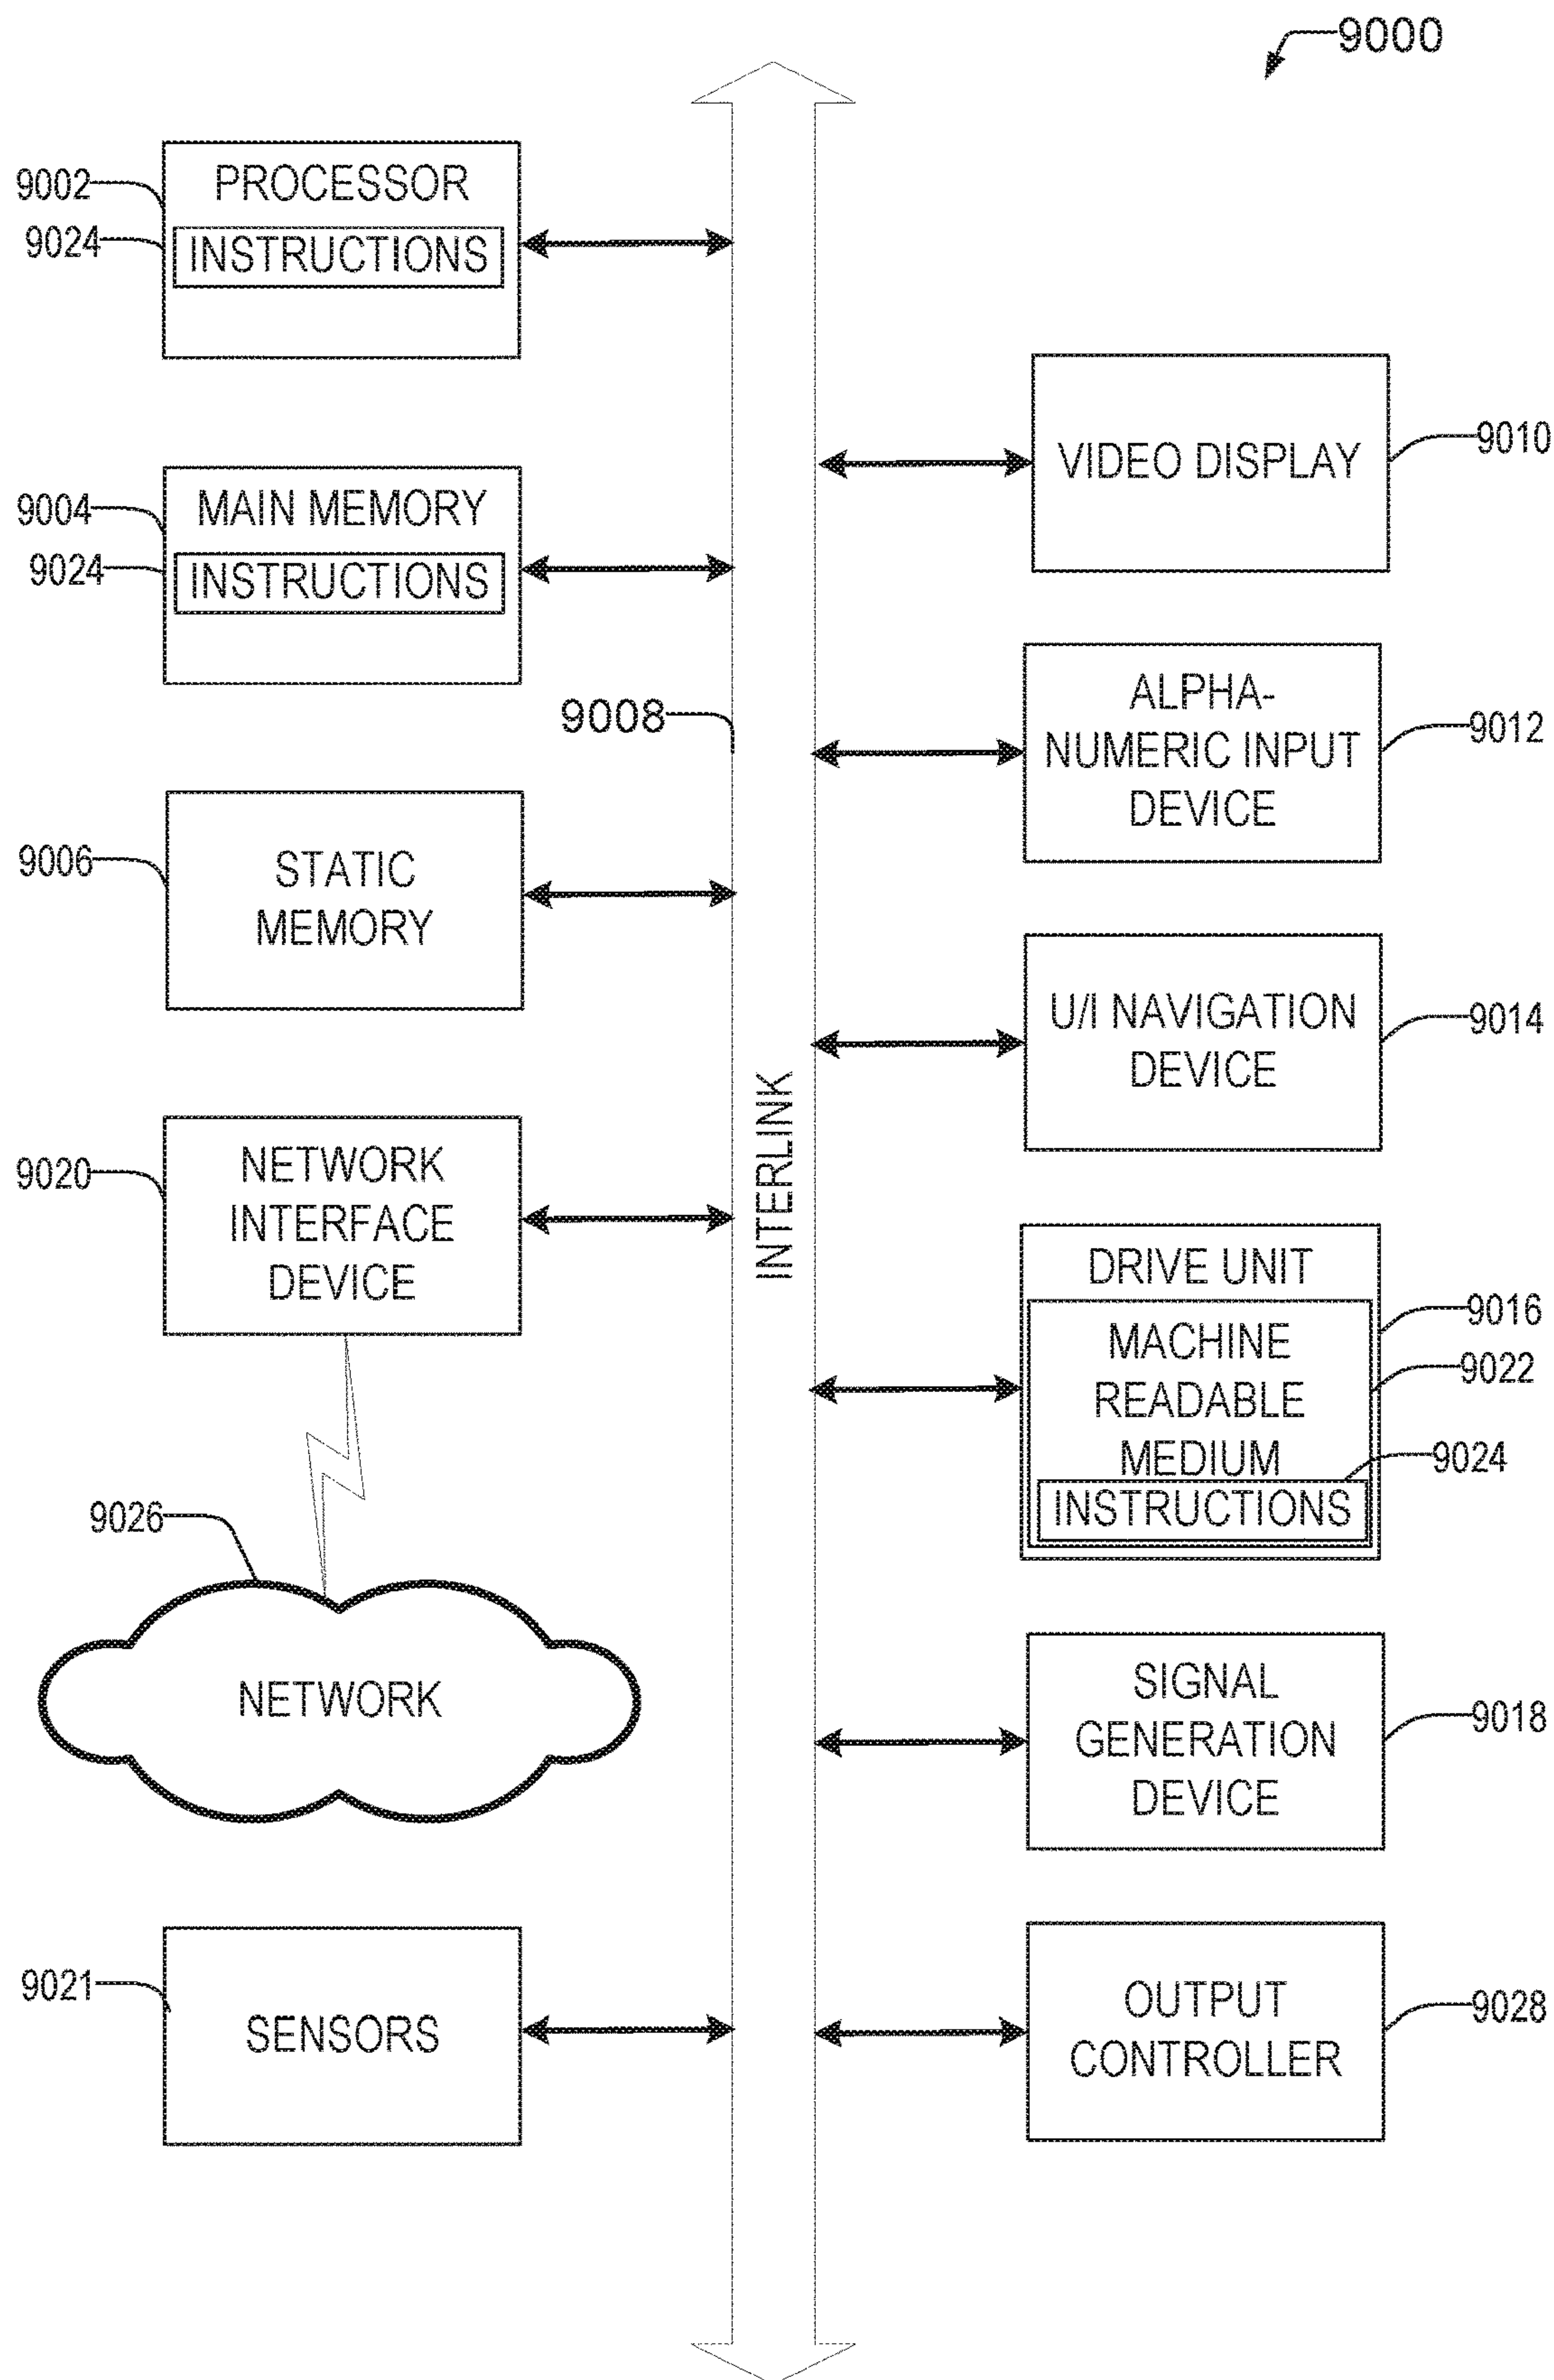 9000
9002
PROCESSOR
9024
INSTRUCTIONS
9004
MAIN MEMORY
9024
INSTRUCTIONS
9008
9006
STATIC
MEMORY
9020
NETWORK
INTERFACE
DEVICE
9026
NETWORK
9021
SENSORS
INTERLINK
VIDEO DISPLAY
9010
ALPHA-
NUMERIC INPUT
DEVICE
9012
U/I NAVIGATION
DEVICE
9014
DRIVE UNIT
9016
MACHINE
READABLE
MEDIUM
9022
9024
INSTRUCTIONS
SIGNAL
GENERATION
DEVICE
9018
OUTPUT
CONTROLLER
9028